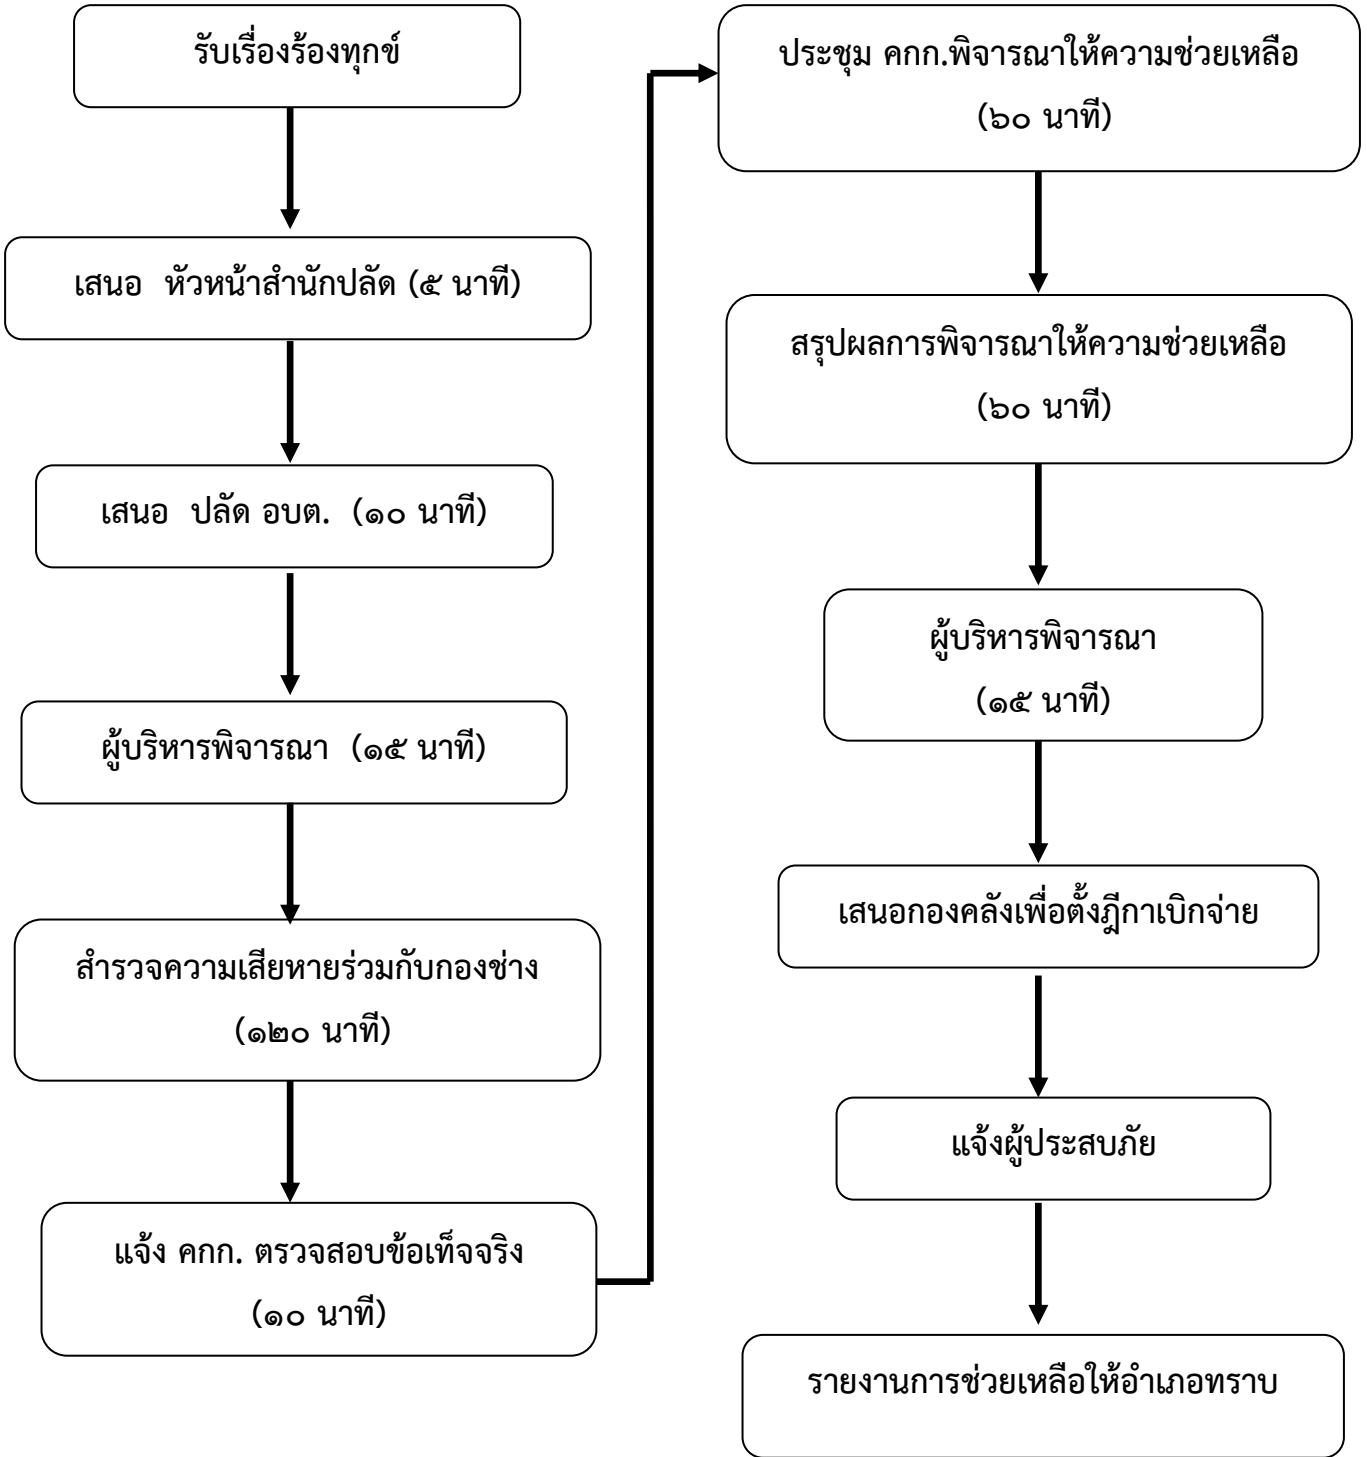 รับเรื่องร้องทุกข์
เสนอ  หัวหน้าสำนักปลัด (๕ นาที)
เสนอ  ปลัด อบต.  (๑๐ นาที)
ผู้บริหารพิจารณา  (๑๕ นาที)
สำรวจความเสียหายร่วมกับกองช่าง
(๑๒๐ นาที)
แจ้ง คกก. ตรวจสอบข้อเท็จจริง
(๑๐ นาที)
ประชุม คกก.พิจารณาให้ความช่วยเหลือ
(๖๐ นาที)
สรุปผลการพิจารณาให้ความช่วยเหลือ
(๖๐ นาที)
ผู้บริหารพิจารณา
(๑๕ นาที)
เสนอกองคลังเพื่อตั้งฎีกาเบิกจ่าย
แจ้งผู้ประสบภัย
รายงานการช่วยเหลือให้อำเภอทราบ